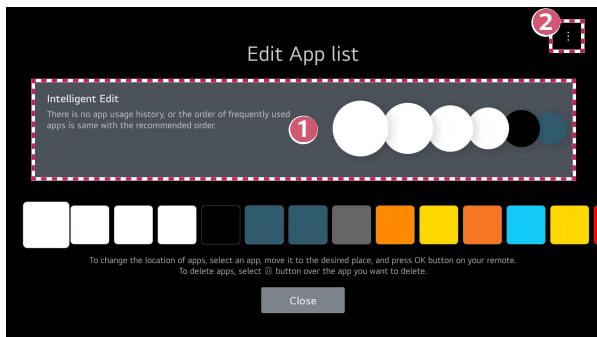 2
⋮
Edit App list
Intelligent Edit
There is no app usage history, or the order of frequently used
apps is same with the recommended order.
1
To change the location of apps, select an app, move it to the desired place, and press OK button on your remote.
To delete apps, select 🗑 button over the app you want to delete.
Close